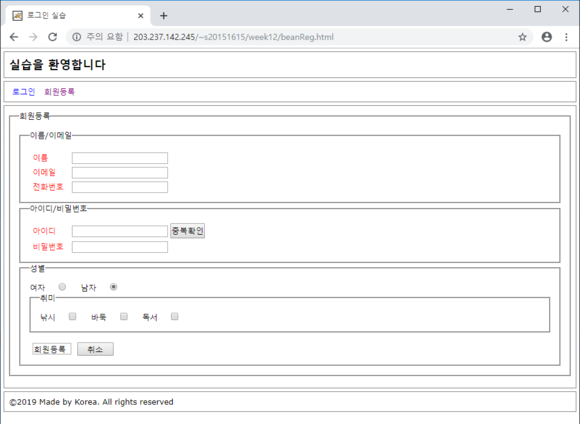 로그인 실습
주의 요함 | 203.237.142.245/~s20151615/week12/beanReg.html
실습을 환영합니다
로그인 회원등록
회원등록
이름/이메일
이름
이메일
전화번호
아이디/비밀번호
아이디 중복확인
비밀번호
성별
여자 남자
취미
낚시 바둑 독서
회원등록 취소
©2019 Made by Korea. All rights reserved